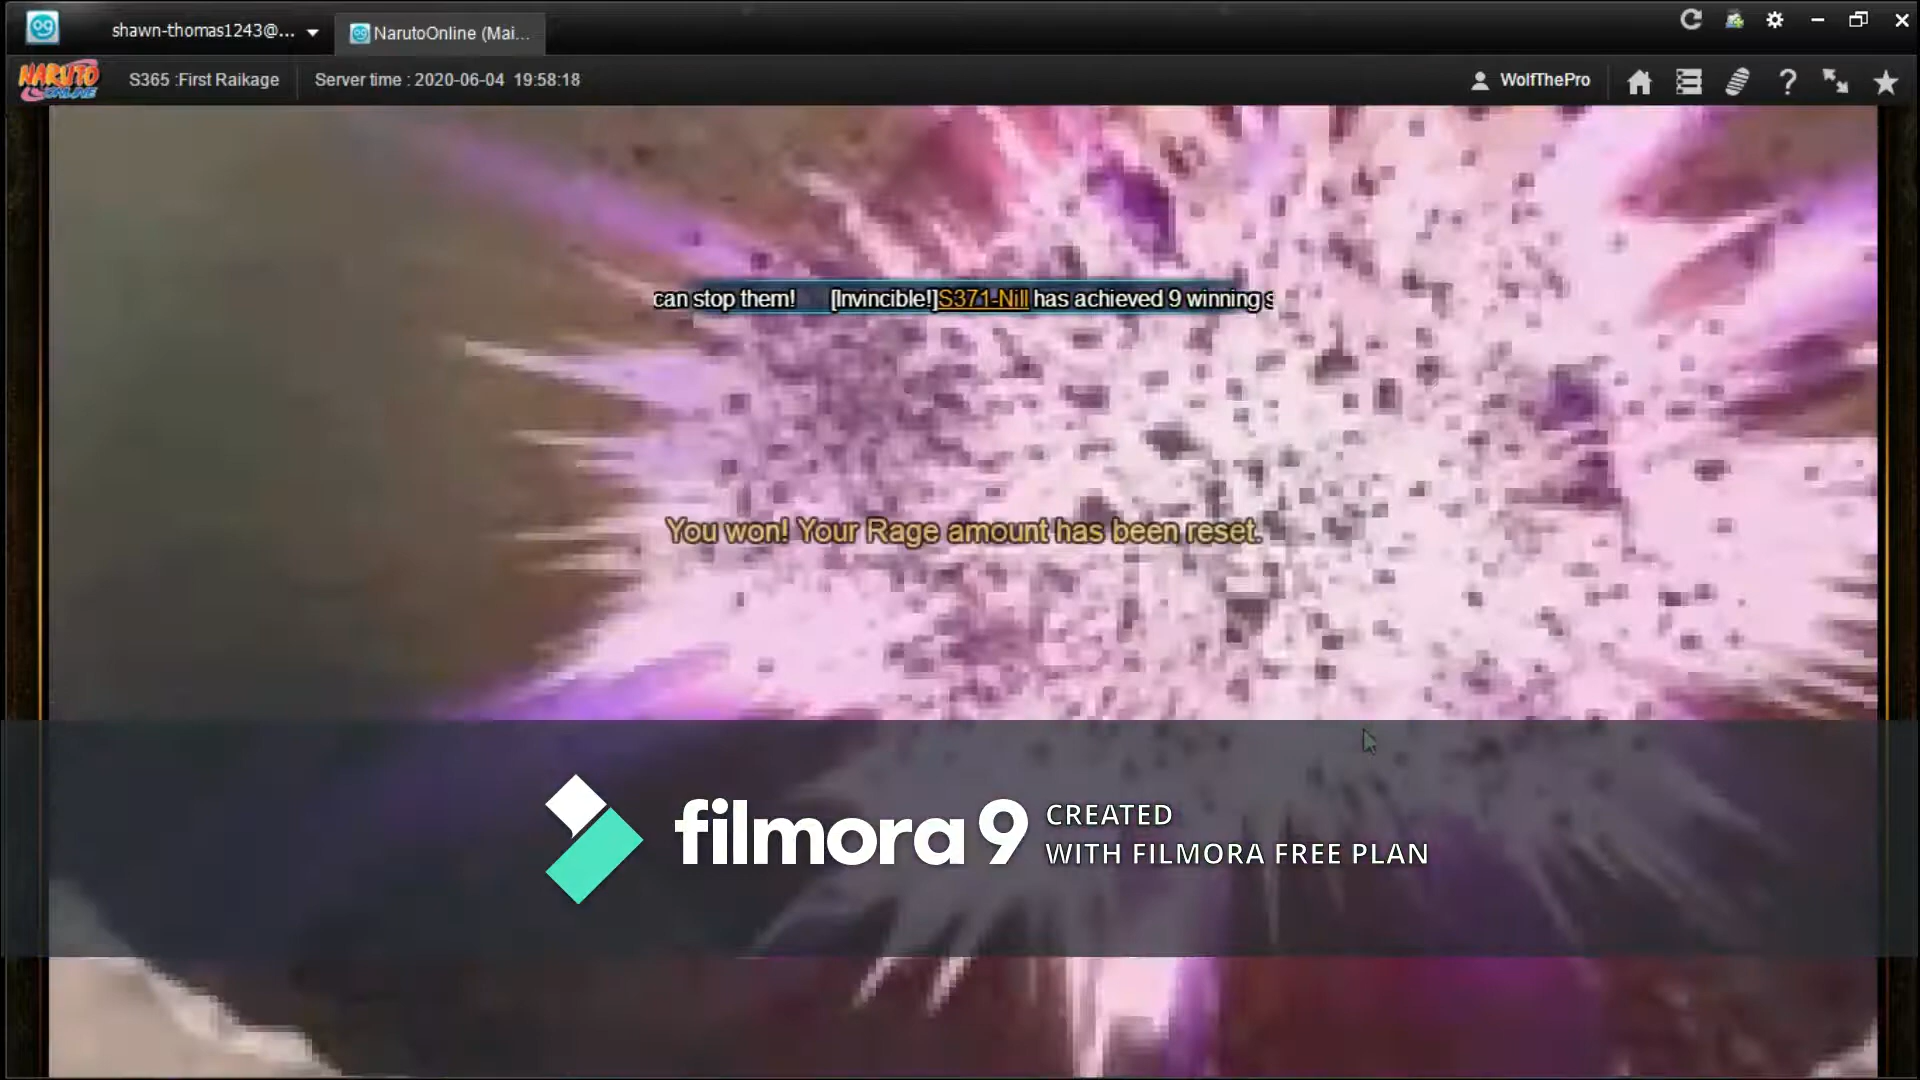 shawn-thomas1243@...
NarutoOnline (Mai...
NARUTO
ONLINE
S365 :First Raikage
Server time : 2020-06-04 19:58:18
WolfThePro
can stop them! [Invincible!]S371-Nill has achieved 9 winning s
You won! Your Rage amount has been reset.
filmora 9
CREATED
WITH FILMORA FREE PLAN